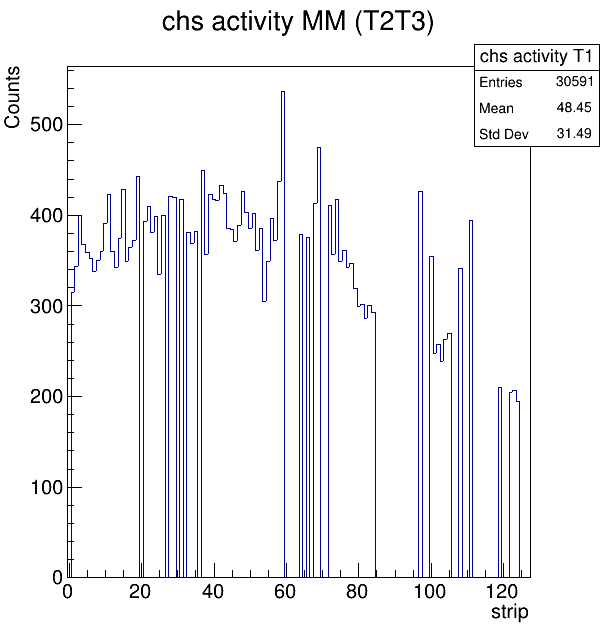 chs activity MM (T2T3)
chs activity T1
Entries 30591
Mean 48.45
Std Dev 31.49
Counts
500
400
300
200
100
0
0 20 40 60 80 100 120
strip